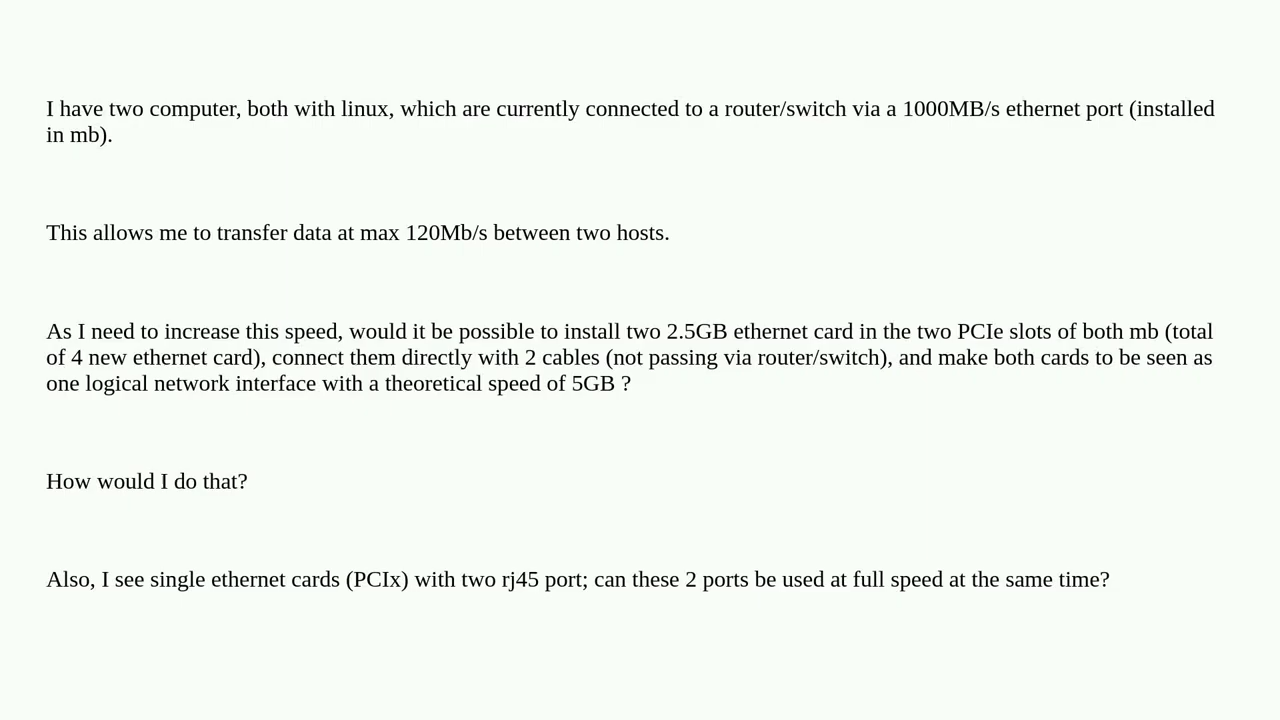 I have two computer, both with linux, which are currently connected to a router/switch via a 1000MB/s ethernet port (installed
in mb).
This allows me to transfer data at max 120Mb/s between two hosts.
As I need to increase this speed, would it be possible to install two 2.5GB ethernet card in the two PCIe slots of both mb (total
of 4 new ethernet card), connect them directly with 2 cables (not passing via router/switch), and make both cards to be seen as
one logical network interface with a theoretical speed of 5GB ?
How would I do that?
Also, I see single ethernet cards (PCIx) with two rj45 port; can these 2 ports be used at full speed at the same time?